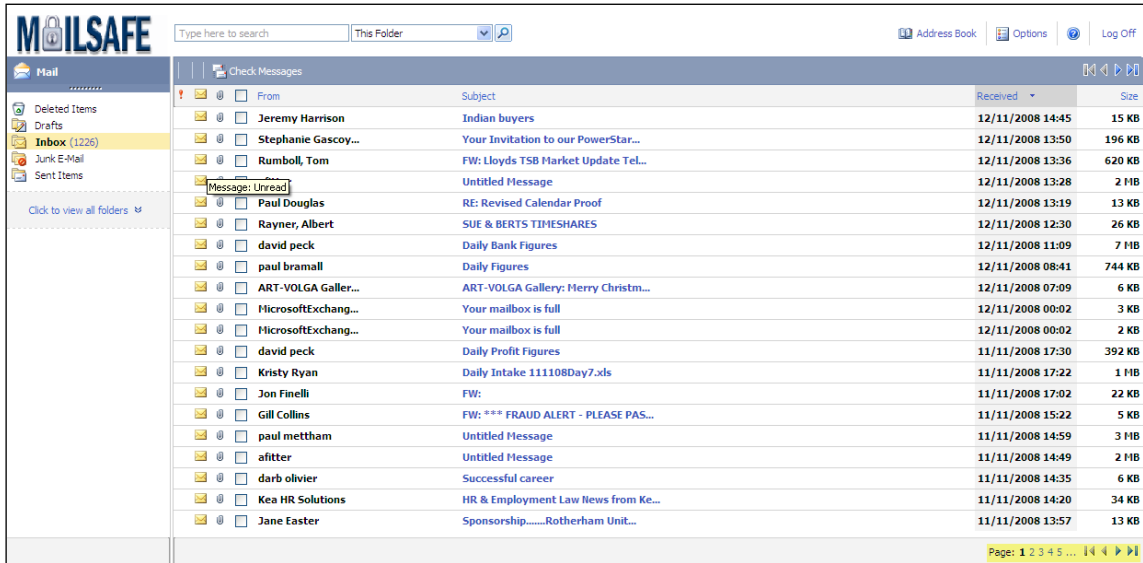 MAILSAFE
Type here to search This Folder Address Book Options Log Off
Mail Check Messages
From Subject Received Size
Deleted Items
Drafts
Inbox (1226)
Junk E-Mail
Sent Items
Click to view all folders
Jeremy Harrison Indian buyers 12/11/2008 14:45 15 KB
Stephanie Gascoy... Your Invitation to our PowerStar... 12/11/2008 13:50 196 KB
Rumboll, Tom FW: Lloyds TSB Market Update Tel... 12/11/2008 13:36 620 KB
Untitled Message 12/11/2008 13:28 2 MB
Message: Unread
Paul Douglas RE: Revised Calendar Proof 12/11/2008 13:19 13 KB
Rayner, Albert SUE & BERTS TIMESHARES 12/11/2008 12:30 26 KB
david peck Daily Bank Figures 12/11/2008 11:09 7 MB
paul bramall Daily Figures 12/11/2008 08:41 744 KB
ART-VOLGA Galler... ART-VOLGA Gallery: Merry Christm... 12/11/2008 07:09 6 KB
MicrosoftExchang... Your mailbox is full 12/11/2008 00:02 3 KB
MicrosoftExchang... Your mailbox is full 12/11/2008 00:02 2 KB
david peck Daily Profit Figures 11/11/2008 17:30 392 KB
Kristy Ryan Daily Intake 111108Day7.xls 11/11/2008 17:22 1 MB
Jon Finelli FW: 11/11/2008 17:02 22 KB
Gill Collins FW: *** FRAUD ALERT - PLEASE PAS... 11/11/2008 15:22 5 KB
paul mettham Untitled Message 11/11/2008 14:59 3 MB
afitter Untitled Message 11/11/2008 14:49 2 MB
darb olivier Successful career 11/11/2008 14:35 6 KB
Kea HR Solutions HR & Employment Law News from Ke... 11/11/2008 14:20 34 KB
Jane Easter Sponsorship.......Rotherham Unit... 11/11/2008 13:57 13 KB
Page: 1 2 3 4 5 ...